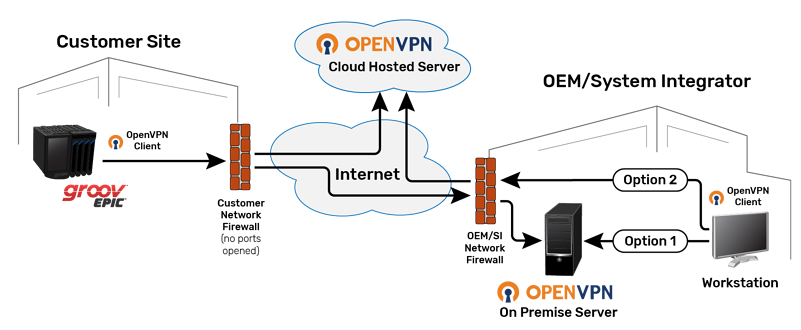 Customer Site
OPENVPN
Cloud Hosted Server
OEM/System Integrator
OpenVPN
Client
groov
EPIC
Customer
Network
Firewall
(no ports
opened)
Internet
OEM/SI
Network
Firewall
Option 2
Option 1
OpenVPN
Client
Workstation
OPENVPN
On Premise Server